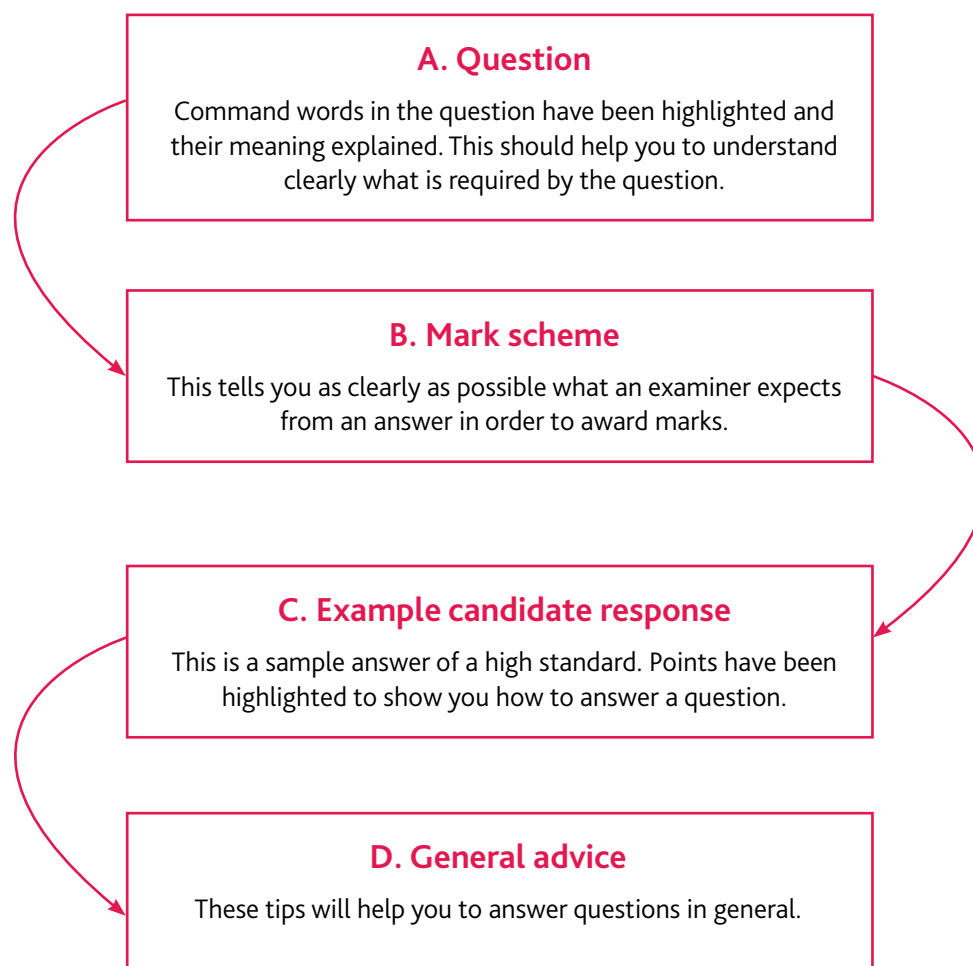 A. Question
Command words in the question have been highlighted and
their meaning explained. This should help you to understand
clearly what is required by the question.
B. Mark scheme
This tells you as clearly as possible what an examiner expects
from an answer in order to award marks.
C. Example candidate response
This is a sample answer of a high standard. Points have been
highlighted to show you how to answer a question.
D. General advice
These tips will help you to answer questions in general.